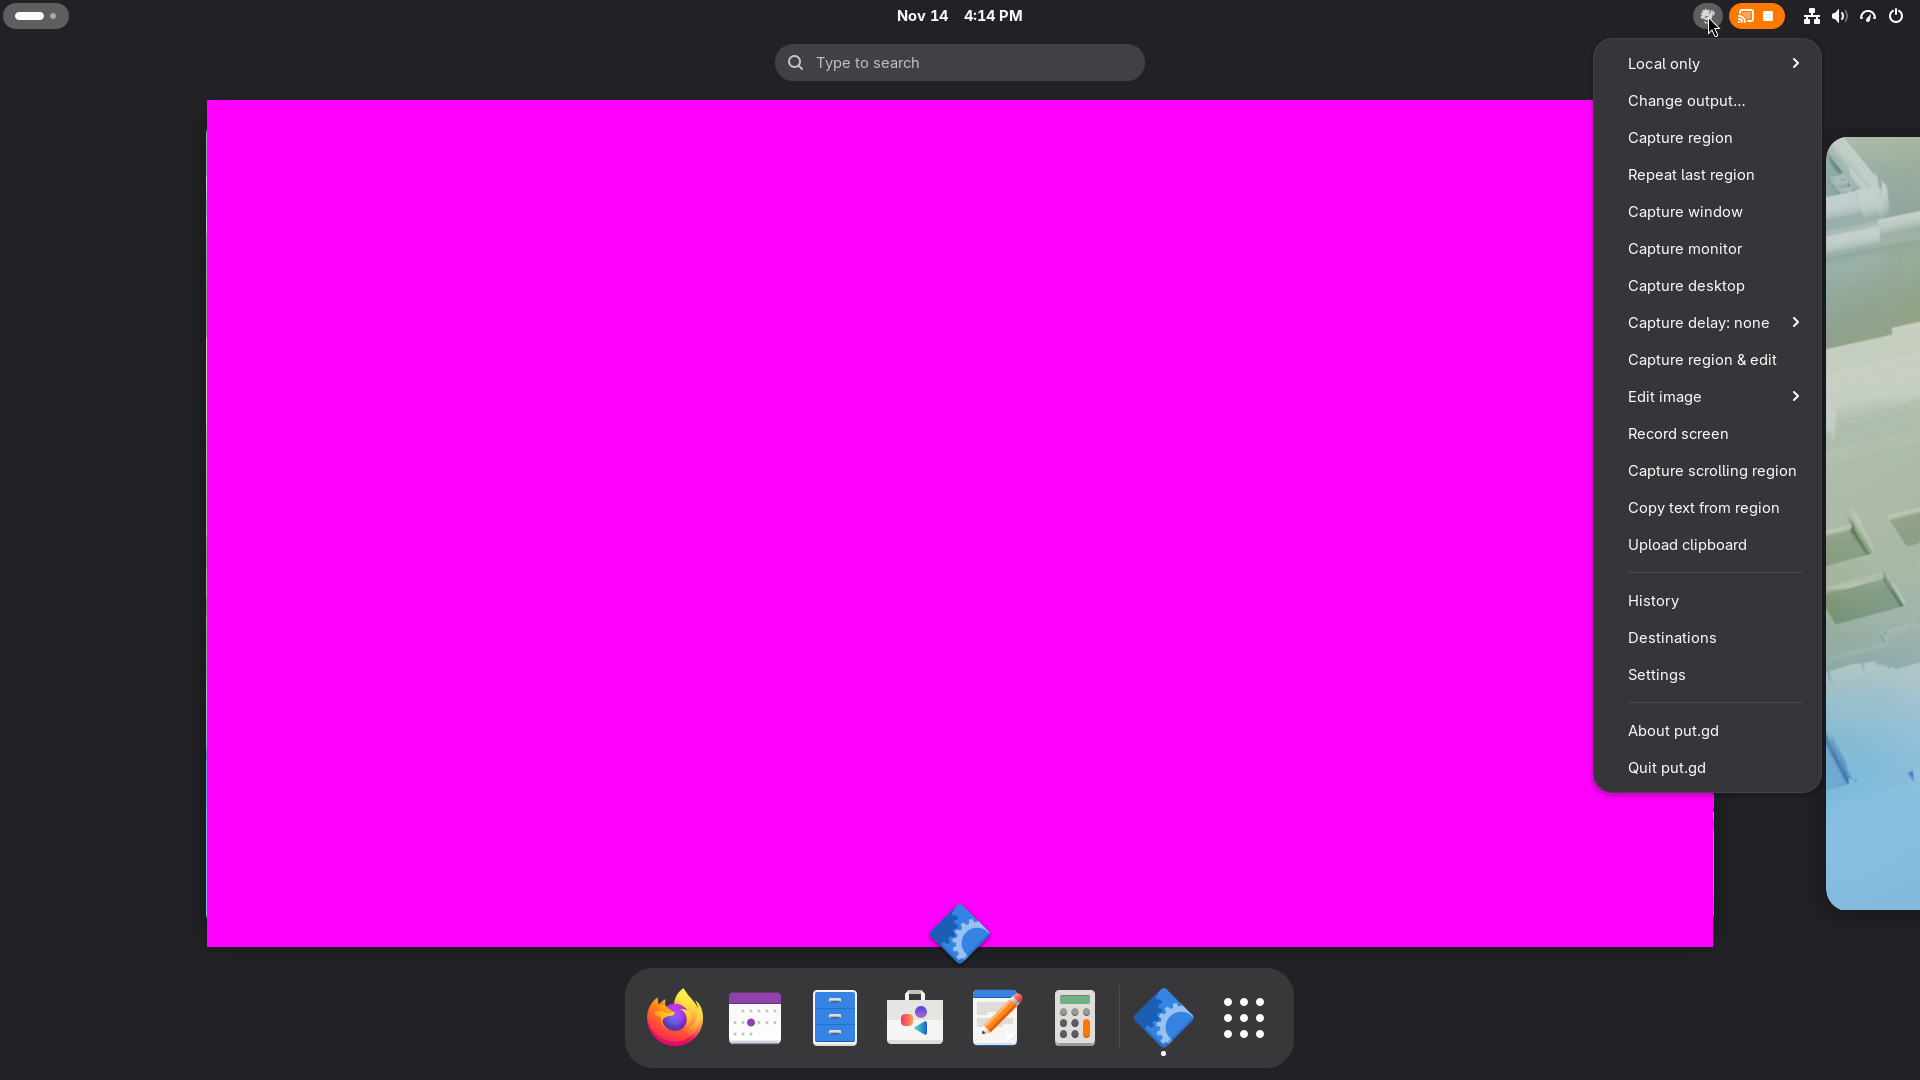 Nov 14 4:14 PM
Type to search
Local only
Change output...
Capture region
Repeat last region
Capture window
Capture monitor
Capture desktop
Capture delay: none
Capture region & edit
Edit image
Record screen
Capture scrolling region
Copy text from region
Upload clipboard
History
Destinations
Settings
About put.gd
Quit put.gd